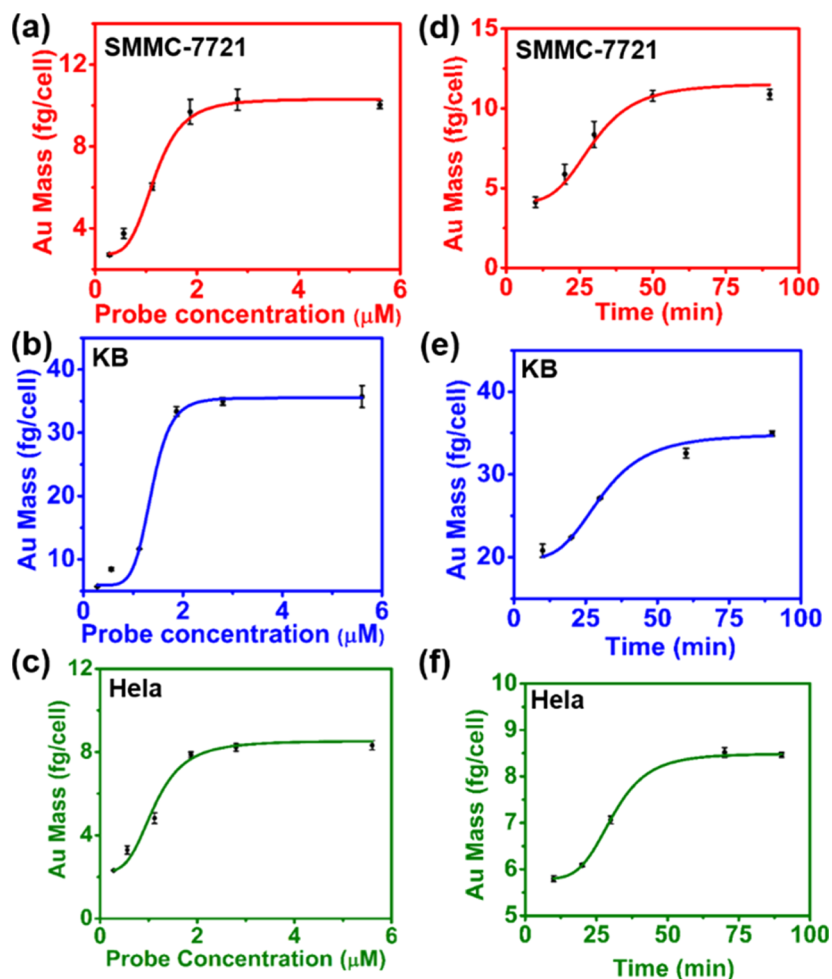 (a)
SMMC-7721
Au Mass (fg/cell)
10
6
2
0 2 4 6
Probe concentration (μM)
(d)
SMMC-7721
Au Mass (fg/cell)
15
10
5
0
0 25 50 75 100
Time (min)
(b)
KB
Au Mass (fg/cell)
40
30
20
10
0 2 4 6
Probe concentration (μM)
(e)
KB
Au Mass (fg/cell)
40
30
20
0 25 50 75 100
Time (min)
(c)
Hela
Au Mass (fg/cell)
12
8
4
0
0 2 4 6
Probe Concentration (μM)
(f)
Hela
Au Mass (fg/cell)
10
9
8
7
6
5
0 25 50 75 100
Time (min)